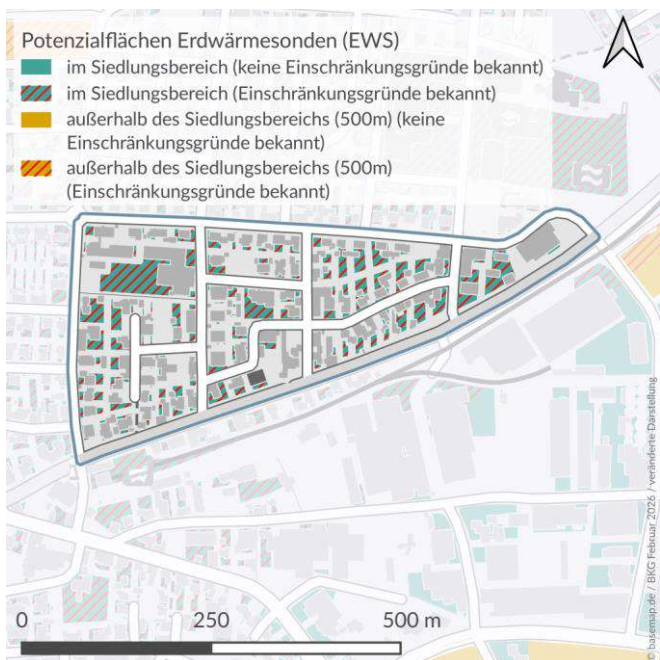 Potenzialflächen Erdwärmesonden (EWS)
im Siedlungsbereich (keine Einschränkungsgründe bekannt)
im Siedlungsbereich (Einschränkungsgründe bekannt)
außerhalb des Siedlungsbereichs (500m) (keine
Einschränkungsgründe bekannt)
außerhalb des Siedlungsbereichs (500m)
(Einschränkungsgründe bekannt)
0 250 500 m
© basemap.de / BKG Februar 2026 / veränderte Darstellung